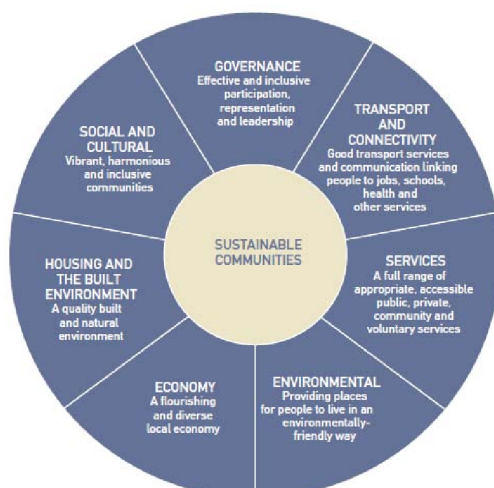 GOVERNANCE
Effective and inclusive
participation,
representation
and leadership
TRANSPORT
AND
CONNECTIVITY
Good transport services
and communication linking
people to jobs, schools,
health and
other services
SERVICES
A full range of
appropriate, accessible
public, private,
community and
voluntary services
ENVIRONMENTAL
Providing places
for people to live in an
environmentally-
friendly way
ECONOMY
A flourishing
and diverse
local economy
HOUSING AND
THE BUILT
ENVIRONMENT
A quality built
and natural
environment
SOCIAL AND
CULTURAL
Vibrant, harmonious
and inclusive
communities
SUSTAINABLE
COMMUNITIES